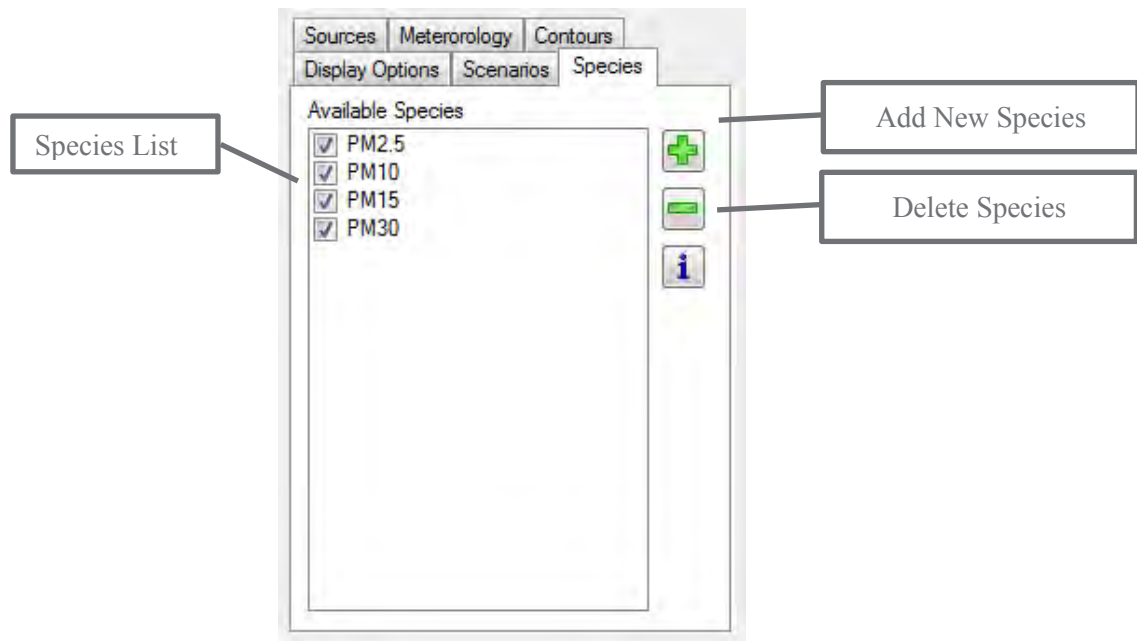 Sources Meterorology Contours
Display Options Scenarios Species
Available Species
PM2.5
PM10
PM15
PM30
i
Species List
Add New Species
Delete Species